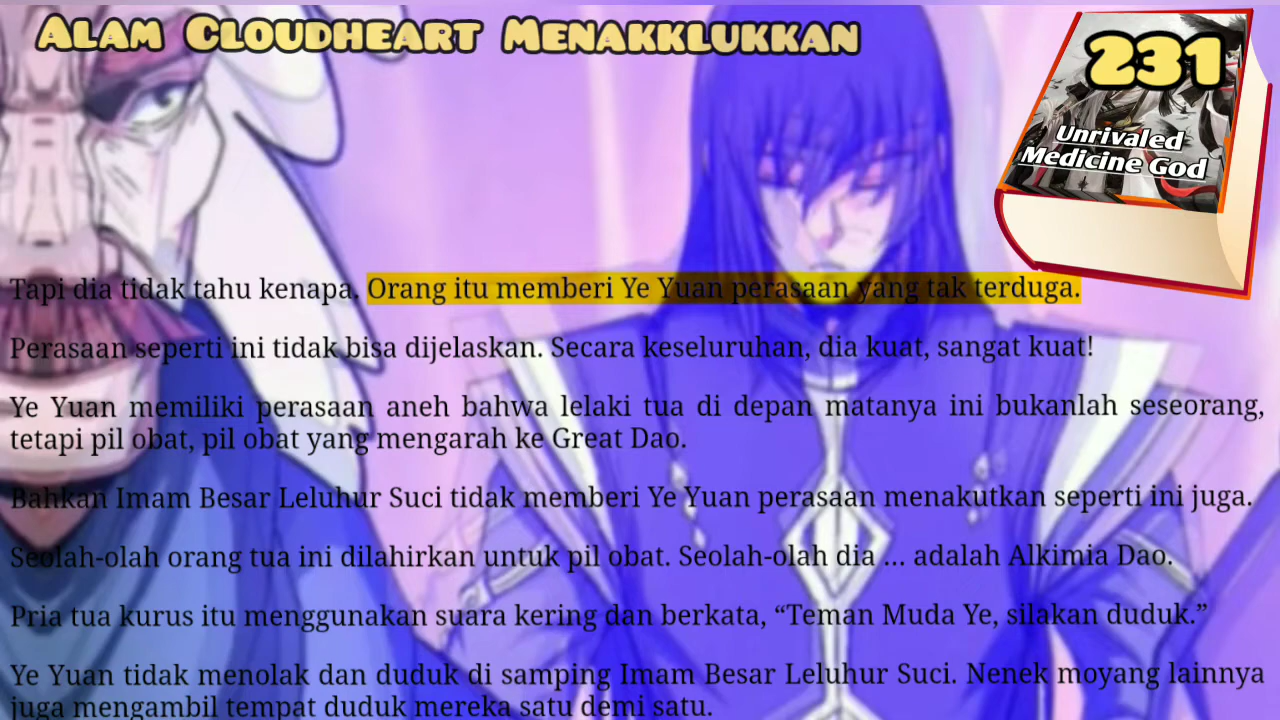 Alam Cloudheart Menakklukkan
231
Unrivaled
Medicine God
Tapi dia tidak tahu kenapa. Orang itu memberi Ye Yuan perasaan yang tak terduga.
Perasaan seperti ini tidak bisa dijelaskan. Secara keseluruhan, dia kuat, sangat kuat!
Ye Yuan memiliki perasaan aneh bahwa lelaki tua di depan matanya ini bukanlah seseorang,
tetapi pil obat, pil obat yang mengarah ke Great Dao.
Bahkan Imam Besar Leluhur Suci tidak memberi Ye Yuan perasaan menakutkan seperti ini juga.
Seolah-olah orang tua ini dilahirkan untuk pil obat. Seolah-olah dia … adalah Alkimia Dao.
Pria tua kurus itu menggunakan suara kering dan berkata, “Teman Muda Ye, silakan duduk.”
Ye Yuan tidak menolak dan duduk di samping Imam Besar Leluhur Suci. Nenek moyang lainnya
juga mengambil tempat duduk mereka satu demi satu.